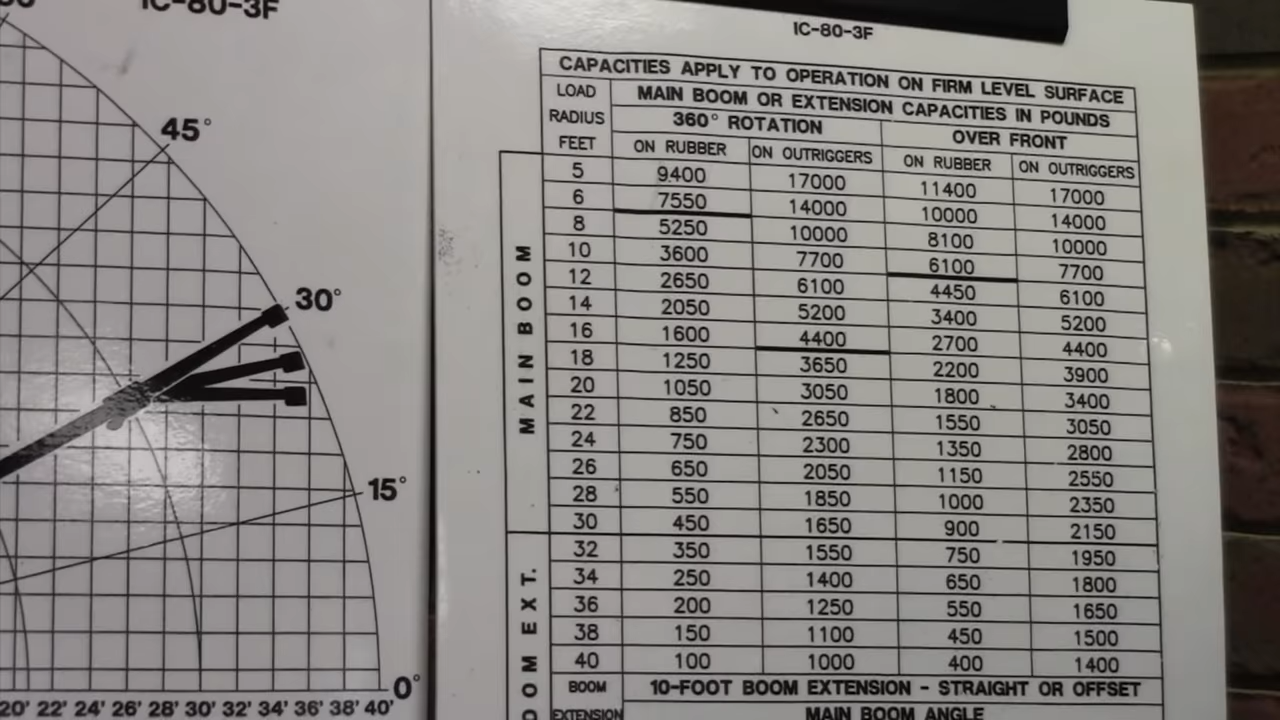 IC-80-3F
45°
30°
15°
0°
20' 22' 24' 26' 28' 30' 32' 34' 36' 38' 40'
IC-80-3F
CAPACITIES APPLY TO OPERATION ON FIRM LEVEL SURFACE
LOAD RADIUS FEET
MAIN BOOM OR EXTENSION CAPACITIES IN POUNDS
360° ROTATION OVER FRONT
ON RUBBER ON OUTRIGGERS ON RUBBER ON OUTRIGGERS
MAIN BOOM
5 9400 17000 11400 17000
6 7550 14000 10000 14000
8 5250 10000 8100 10000
10 3600 7700 6100 7700
12 2650 6100 4450 6100
14 2050 5200 3400 5200
16 1600 4400 2700 4400
18 1250 3650 2200 3900
20 1050 3050 1800 3400
22 850 2650 1550 3050
24 750 2300 1350 2800
26 650 2050 1150 2550
28 550 1850 1000 2350
30 450 1650 900 2150
OOM EXT.
32 350 1550 750 1950
34 250 1400 650 1800
36 200 1250 550 1650
38 150 1100 450 1500
40 100 1000 400 1400
BOOM 10-FOOT BOOM EXTENSION - STRAIGHT OR OFFSET
EXTENSION MAIN BOOM ANGLE